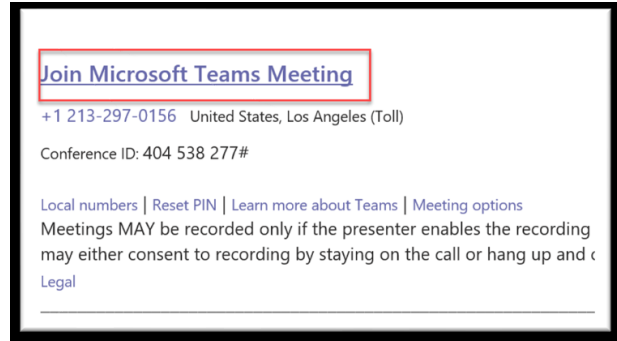 Join Microsoft Teams Meeting
+1 213-297-0156 United States, Los Angeles (Toll)
Conference ID: 404 538 277#
Local numbers | Reset PIN | Learn more about Teams | Meeting options
Meetings MAY be recorded only if the presenter enables the recording
may either consent to recording by staying on the call or hang up and
Legal